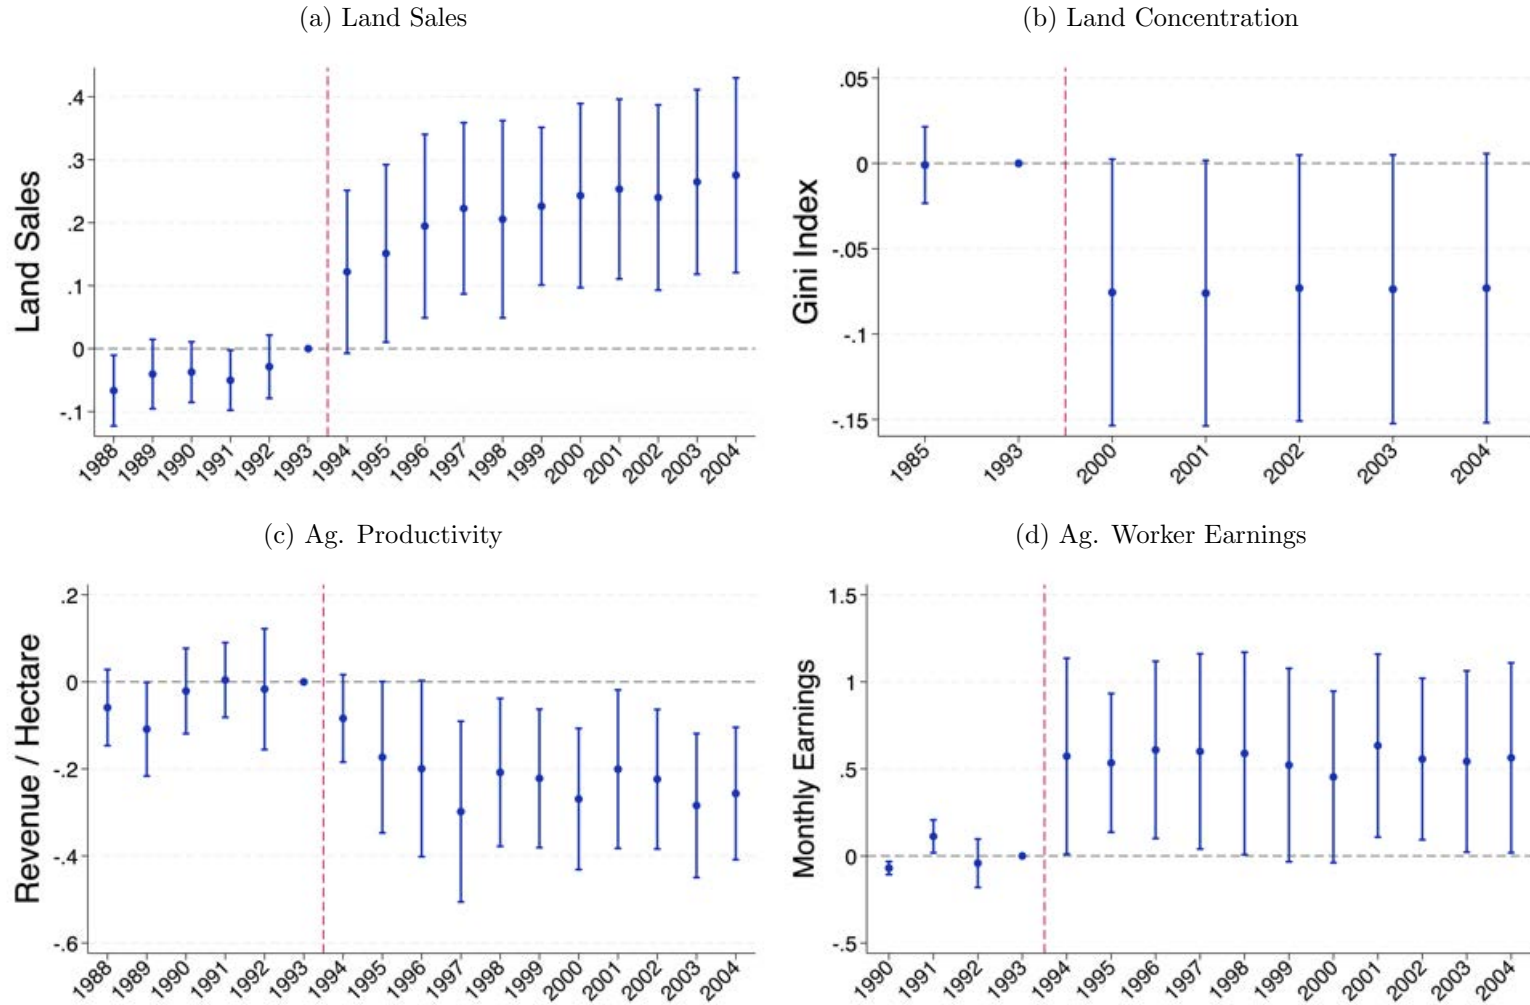 (a) Land Sales
Land Sales
.4
.3
.2
.1
0
-.1
1988 1989 1990 1991 1992 1993 1994 1995 1996 1997 1998 1999 2000 2001 2002 2003 2004
(b) Land Concentration
Gini Index
.05
0
-.05
-.1
-.15
1985 1993 2000 2001 2002 2003 2004
(c) Ag. Productivity
Revenue / Hectare
.2
0
-.2
-.4
-.6
1988 1989 1990 1991 1992 1993 1994 1995 1996 1997 1998 1999 2000 2001 2002 2003 2004
(d) Ag. Worker Earnings
Monthly Earnings
1.5
1
.5
0
-.5
1990 1991 1992 1993 1994 1995 1996 1997 1998 1999 2000 2001 2002 2003 2004